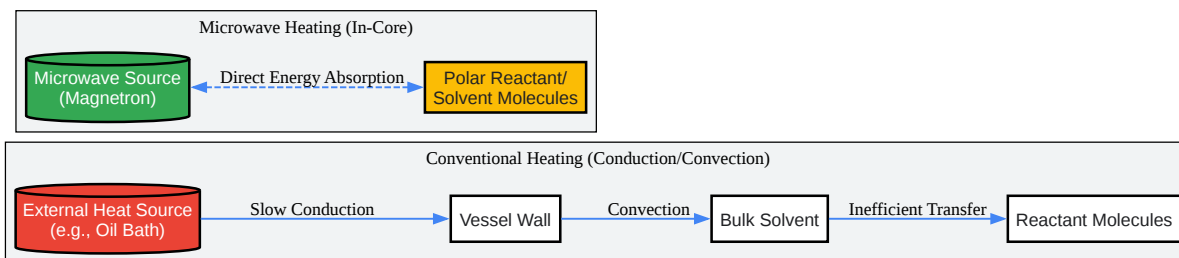 Microwave Heating (In-Core)
Microwave Source
(Magnetron)
Direct Energy Absorption
Polar Reactant/
Solvent Molecules
Conventional Heating (Conduction/Convection)
External Heat Source
(e.g., Oil Bath)
Slow Conduction
Vessel Wall
Convection
Bulk Solvent
Inefficient Transfer
Reactant Molecules